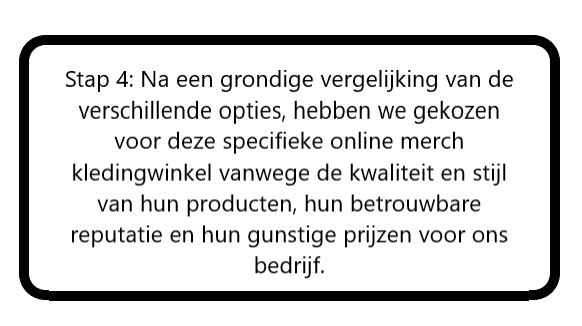 Stap 4: Na een grondige vergelijking van de
verschillende opties, hebben we gekozen
voor deze specifieke online merch
kledingwinkel vanwege de kwaliteit en stijl
van hun producten, hun betrouwbare
reputatie en hun gunstige prijzen voor ons
bedrijf.